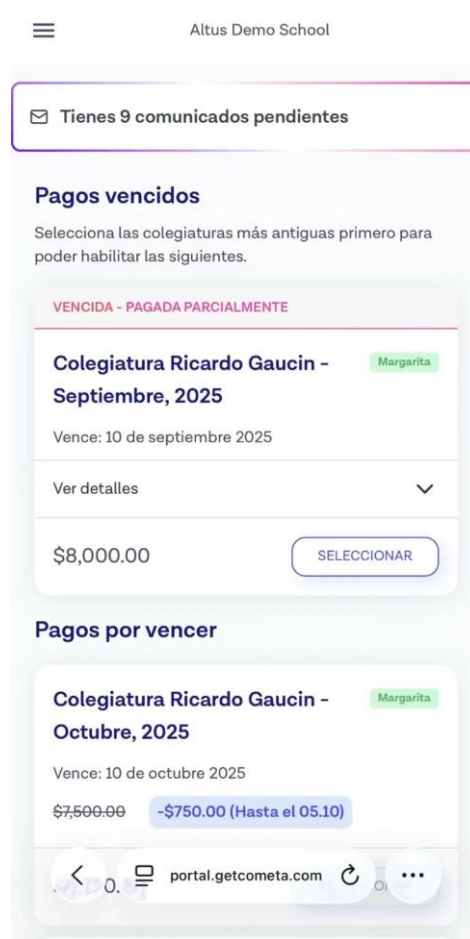 Altus Demo School
Tienes 9 comunicados pendientes
Pagos vencidos
Selecciona las colegiaturas más antiguas primero para
poder habilitar las siguientes.
VENCIDA - PAGADA PARCIALMENTE
Colegiatura Ricardo Gaucin -
Septiembre, 2025
Margarita
Vence: 10 de septiembre 2025
Ver detalles
$8,000.00
SELECCIONAR
Pagos por vencer
Colegiatura Ricardo Gaucin -
Octubre, 2025
Margarita
Vence: 10 de octubre 2025
$7,500.00 -$750.00 (Hasta el 05.10)
portal.getcometa.com